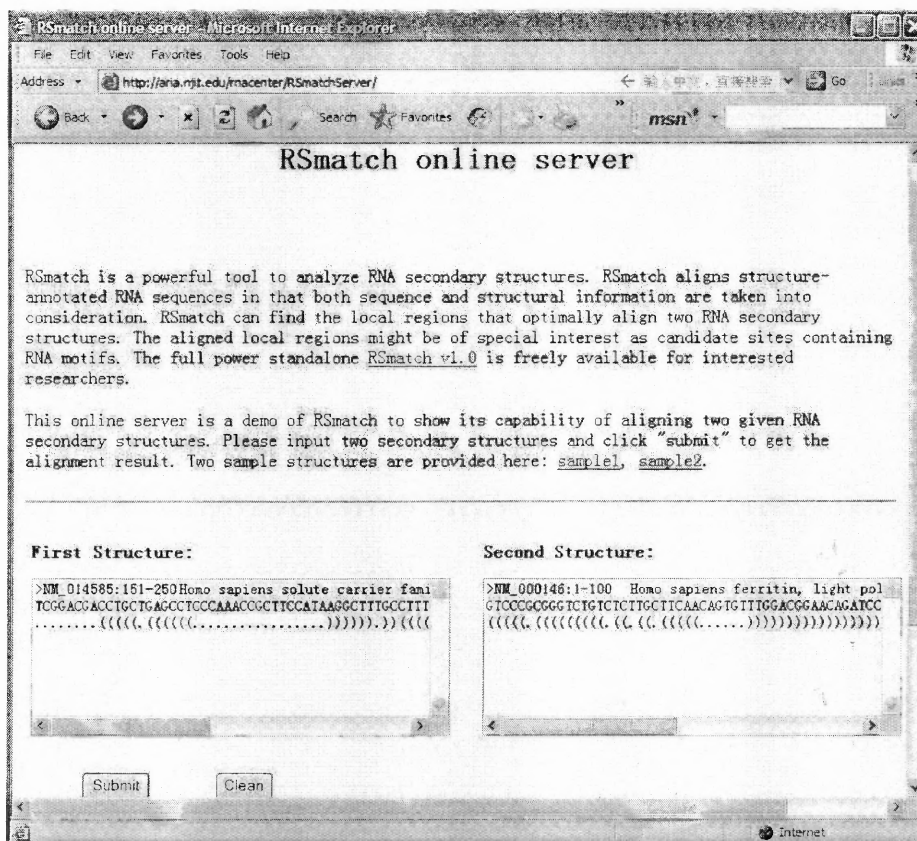 RSmatch online server - Microsoft Internet Explorer
File Edit View Favorites Tools Help
Address http://aria.njit.edu/rnacenter/RSmatchServer/ Go
Back Search Favorites » msn
RSmatch online server
RSmatch is a powerful tool to analyze RNA secondary structures. RSmatch aligns structure-
annotated RNA sequences in that both sequence and structural information are taken into
consideration. RSmatch can find the local regions that optimally align two RNA secondary
structures. The aligned local regions might be of special interest as candidate sites containing
RNA motifs. The full power standalone RSmatch v1.0 is freely available for interested
researchers.
This online server is a demo of RSmatch to show its capability of aligning two given RNA
secondary structures. Please input two secondary structures and click "submit" to get the
alignment result. Two sample structures are provided here: sample1, sample2.
First Structure: Second Structure:
>NM_014585:151-250Homo sapiens solute carrier fami >NM_000146:1-100 Homo sapiens ferritin, light pol
TCGGACGACCTGCTGAGCCTCCCAAACCGCTTCCATAAGGCTTTGCCTTT GTCCCGCGGGTCTGTCTCTTGCTTCAACAGTGTTTGGACGGAACAGATCC
........(((((.((((((.................)))))).))(((( (((((.(((((((((.((.((.(((((......)))))))))))))))))
Submit Clean
Internet